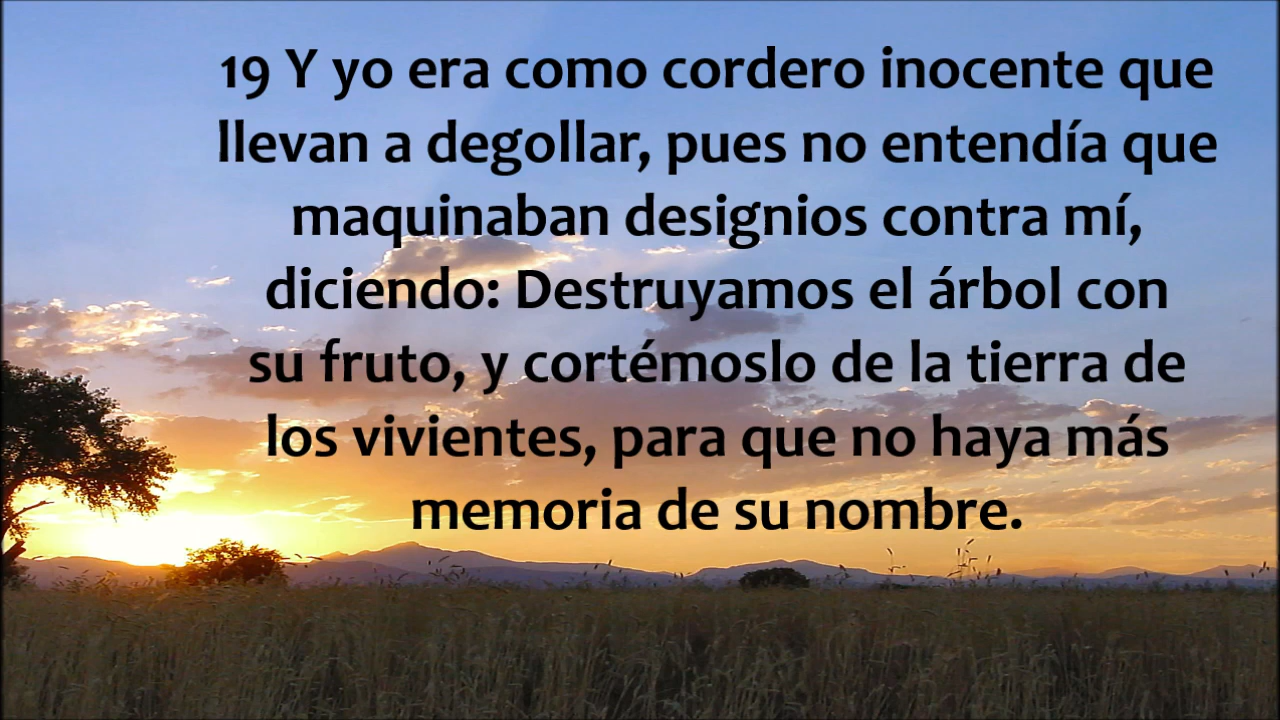 19 Y yo era como cordero inocente que
llevan a degollar, pues no entendía que
maquinaban designios contra mí,
diciendo: Destruyamos el árbol con
su fruto, y cortémoslo de la tierra de
los vivientes, para que no haya más
memoria de su nombre.